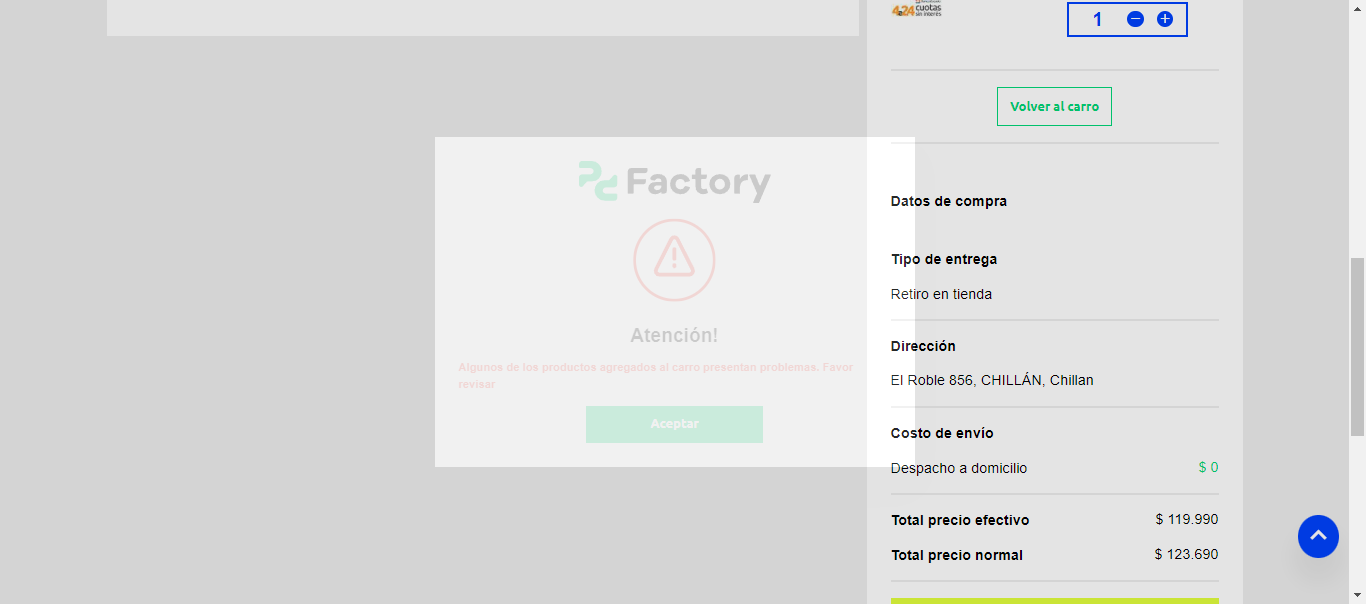 4 a 24 cuotas
sin interés
1
Volver al carro
Factory
Atención!
Algunos de los productos agregados al carro presentan problemas. Favor
revisar
Aceptar
Datos de compra
Tipo de entrega
Retiro en tienda
Dirección
El Roble 856, CHILLÁN, Chillan
Costo de envío
Despacho a domicilio $ 0
Total precio efectivo $ 119.990
Total precio normal $ 123.690